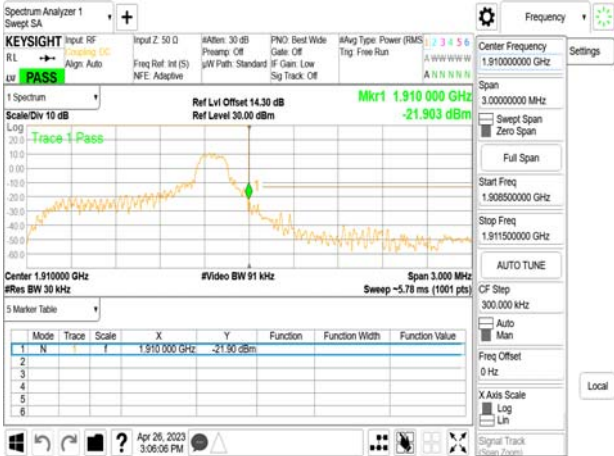 Spectrum Analyzer 1
Swept SA
+
Frequency
KEYSIGHT
RL
LW PASS
Input: RF
Coupling: DC
Align: Auto
Input Z: 50 Ω
Freq Ref: Int (S)
NFE: Adaptive
#Atten: 30 dB
Preamp: Off
µW Path: Standard
PNO: Best Wide
Gate: Off
IF Gain: Low
Sig Track: Off
#Avg Type: Power (RMS
Trig: Free Run
1 2 3 4 5 6
A W W W W W
A N N N N N
1 Spectrum
Scale/Div 10 dB
Ref Lvl Offset 14.30 dB
Ref Level 30.00 dBm
Mkr1 1.910 000 GHz
-21.903 dBm
Log
Trace 1 Pass
20.0
10.0
0.00
-10.0
-20.0
-30.0
-40.0
-50.0
-60.0
1
Center 1.910000 GHz
#Res BW 30 kHz
#Video BW 91 kHz
Span 3.000 MHz
Sweep ~5.78 ms (1001 pts)
5 Marker Table
Mode Trace Scale X Y Function Function Width Function Value
1 N 1 f 1.910 000 GHz -21.90 dBm
2
3
4
5
6
Apr 26, 2023
3:06:06 PM
Center Frequency
1.910000000 GHz
Settings
Span
3.00000000 MHz
Swept Span
Zero Span
Full Span
Start Freq
1.908500000 GHz
Stop Freq
1.911500000 GHz
AUTO TUNE
CF Step
300.000 kHz
Auto
Man
Freq Offset
0 Hz
Local
X Axis Scale
Log
Lin
Signal Track
(Span Zoom)